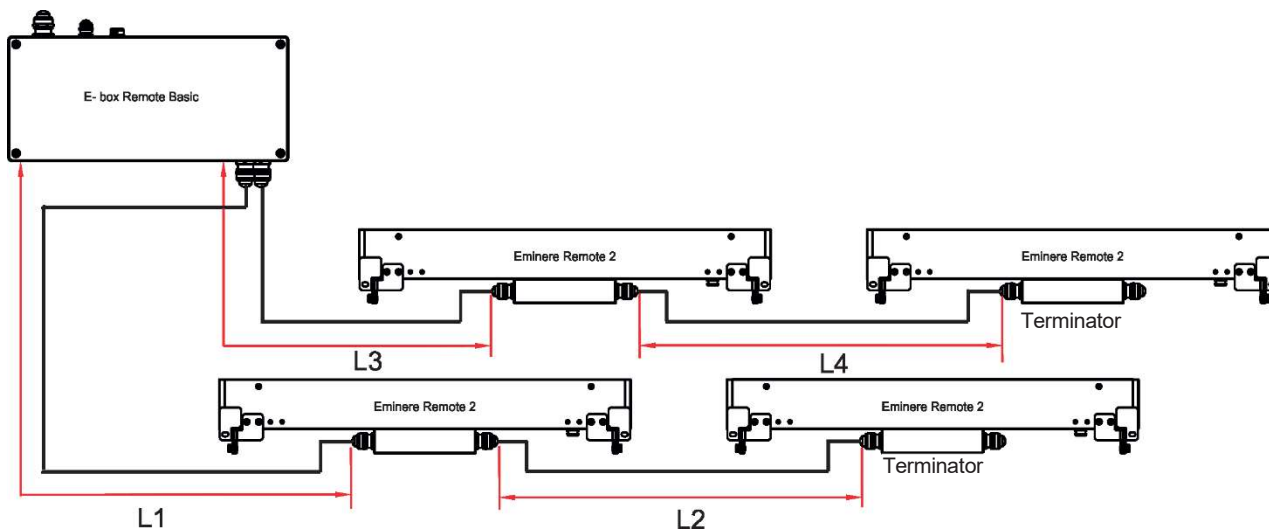 E- box Remote Basic
Eminere Remote 2
Eminere Remote 2
Terminator
L3
L4
Eminere Remote 2
Eminere Remote 2
Terminator
L1
L2